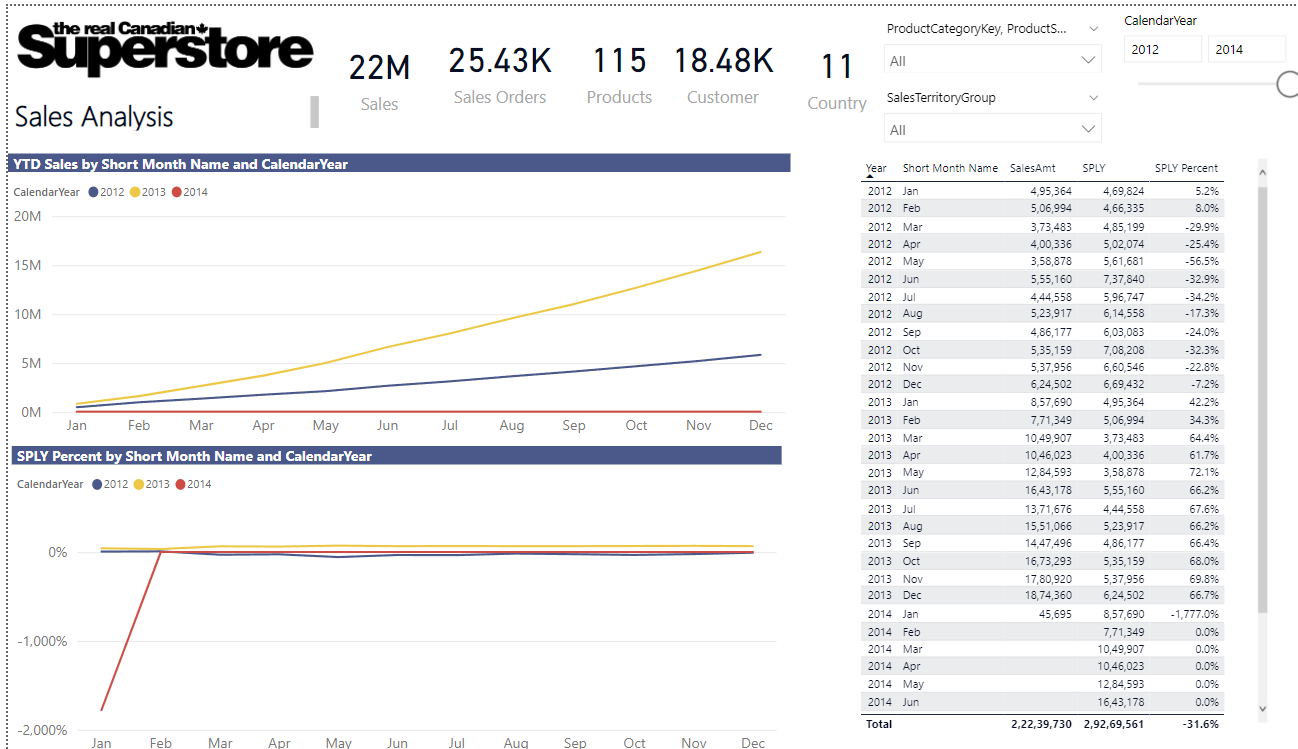 the real Canadian
Superstore
Sales Analysis
22M
Sales
25.43K
Sales Orders
115
Products
18.48K
Customer
11
Country
ProductCategoryKey, ProductS...
All
SalesTerritoryGroup
All
CalendarYear
2012 2014
YTD Sales by Short Month Name and CalendarYear
CalendarYear 2012 2013 2014
20M
15M
10M
5M
0M
Jan Feb Mar Apr May Jun Jul Aug Sep Oct Nov Dec
SPLY Percent by Short Month Name and CalendarYear
CalendarYear 2012 2013 2014
0%
-1,000%
-2,000%
Jan Feb Mar Apr May Jun Jul Aug Sep Oct Nov Dec
Year Short Month Name SalesAmt SPLY SPLY Percent
2012 Jan 4,95,364 4,69,824 5.2%
2012 Feb 5,06,994 4,66,335 8.0%
2012 Mar 3,73,483 4,85,199 -29.9%
2012 Apr 4,00,336 5,02,074 -25.4%
2012 May 3,58,878 5,61,681 -56.5%
2012 Jun 5,55,160 7,37,840 -32.9%
2012 Jul 4,44,558 5,96,747 -34.2%
2012 Aug 5,23,917 6,14,558 -17.3%
2012 Sep 4,86,177 6,03,083 -24.0%
2012 Oct 5,35,159 7,08,208 -32.3%
2012 Nov 5,37,956 6,60,546 -22.8%
2012 Dec 6,24,502 6,69,432 -7.2%
2013 Jan 8,57,690 4,95,364 42.2%
2013 Feb 7,71,349 5,06,994 34.3%
2013 Mar 10,49,907 3,73,483 64.4%
2013 Apr 10,46,023 4,00,336 61.7%
2013 May 12,84,593 3,58,878 72.1%
2013 Jun 16,43,178 5,55,160 66.2%
2013 Jul 13,71,676 4,44,558 67.6%
2013 Aug 15,51,066 5,23,917 66.2%
2013 Sep 14,47,496 4,86,177 66.4%
2013 Oct 16,73,293 5,35,159 68.0%
2013 Nov 17,80,920 5,37,956 69.8%
2013 Dec 18,74,360 6,24,502 66.7%
2014 Jan 45,695 8,57,690 -1,777.0%
2014 Feb 7,71,349 0.0%
2014 Mar 10,49,907 0.0%
2014 Apr 10,46,023 0.0%
2014 May 12,84,593 0.0%
2014 Jun 16,43,178 0.0%
Total 2,22,39,730 2,92,69,561 -31.6%